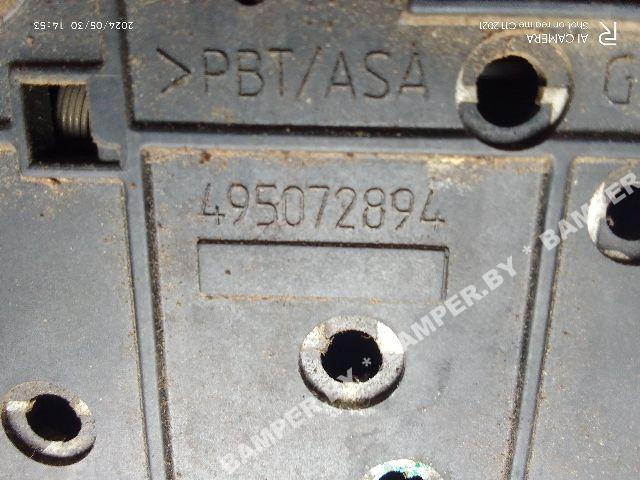 14:53 2024/05/30
AI CAMERA
Shot on realme C11 2021
>PBT/ASA G
495072894
BAMPER.BY * BAMPER.BY * BAMPER